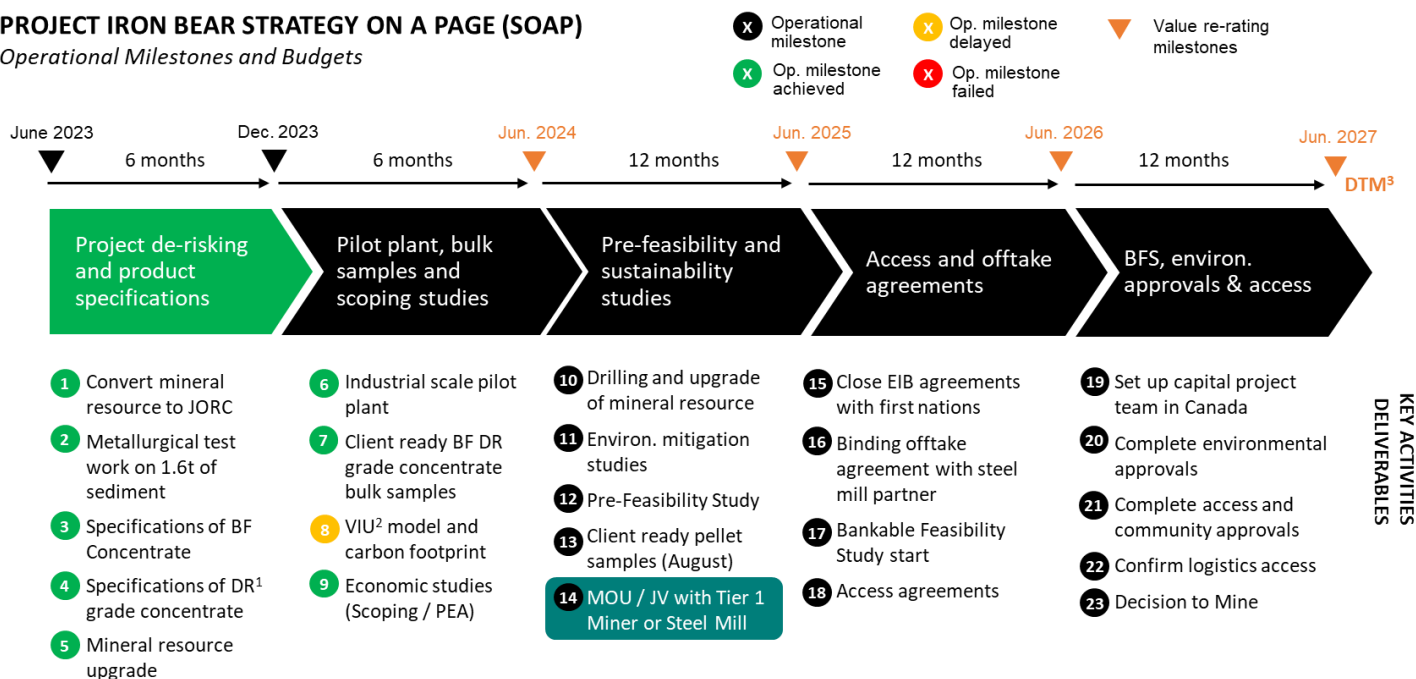 PROJECT IRON BEAR STRATEGY ON A PAGE (SOAP)
Operational Milestones and Budgets
X Operational
milestone
X Op. milestone
achieved
X Op. milestone
delayed
X Op. milestone
failed
Value re-rating
milestones
June 2023
Dec. 2023
Jun. 2024
Jun. 2025
Jun. 2026
Jun. 2027
6 months
6 months
12 months
12 months
12 months
DTM³
Project de-risking
and product
specifications
Pilot plant, bulk
samples and
scoping studies
Pre-feasibility and
sustainability
studies
Access and offtake
agreements
BFS, environ.
approvals & access
1 Convert mineral
resource to JORC
2 Metallurgical test
work on 1.6t of
sediment
3 Specifications of BF
Concentrate
4 Specifications of DR¹
grade concentrate
5 Mineral resource
upgrade
6 Industrial scale pilot
plant
7 Client ready BF DR
grade concentrate
bulk samples
8 VIU² model and
carbon footprint
9 Economic studies
(Scoping / PEA)
10 Drilling and upgrade
of mineral resource
11 Environ. mitigation
studies
12 Pre-Feasibility Study
13 Client ready pellet
samples (August)
14 MOU / JV with Tier 1
Miner or Steel Mill
15 Close EIB agreements
with first nations
16 Binding offtake
agreement with steel
mill partner
17 Bankable Feasibility
Study start
18 Access agreements
19 Set up capital project
team in Canada
20 Complete environmental
approvals
21 Complete access and
community approvals
22 Confirm logistics access
23 Decision to Mine
KEY ACTIVITIES
DELIVERABLES